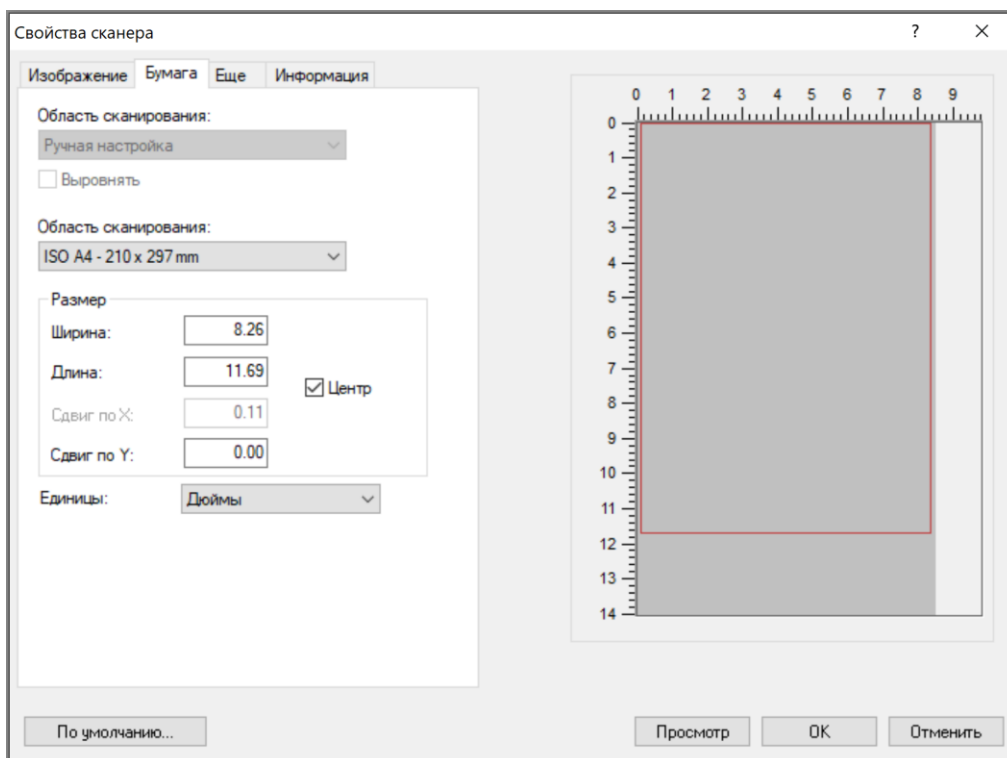 Свойства сканера ?
Изображение Бумага Еще Информация
Область сканирования:
Ручная настройка
Выровнять
Область сканирования:
ISO A4 - 210 x 297 mm
Размер
Ширина: 8.26
Длина: 11.69
Центр
Сдвиг по X: 0.11
Сдвиг по Y: 0.00
Единицы: Дюймы
0 1 2 3 4 5 6 7 8 9
0
1
2
3
4
5
6
7
8
9
10
11
12
13
14
По умолчанию... Просмотр OK Отменить